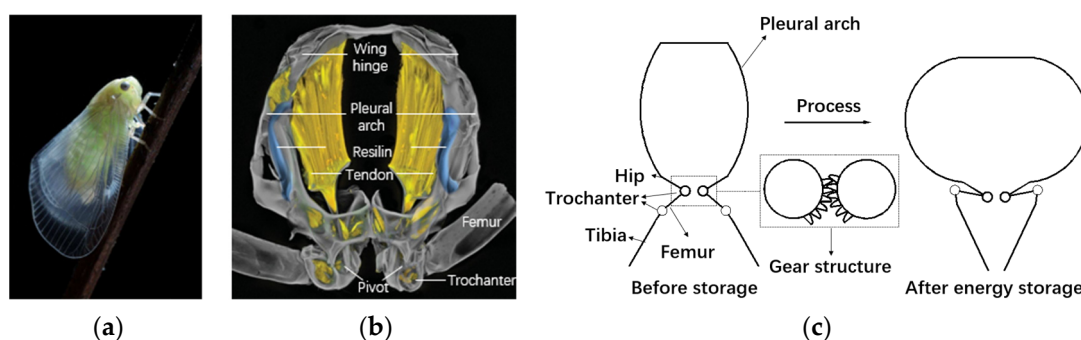 Wing
hinge
Pleural
arch
Resilin
Tendon
Femur
Pivot
Trochanter
Pleural arch
Process
Hip
Trochanter
Tibia
Femur
Gear structure
Before storage
After energy storage
(a)
(b)
(c)